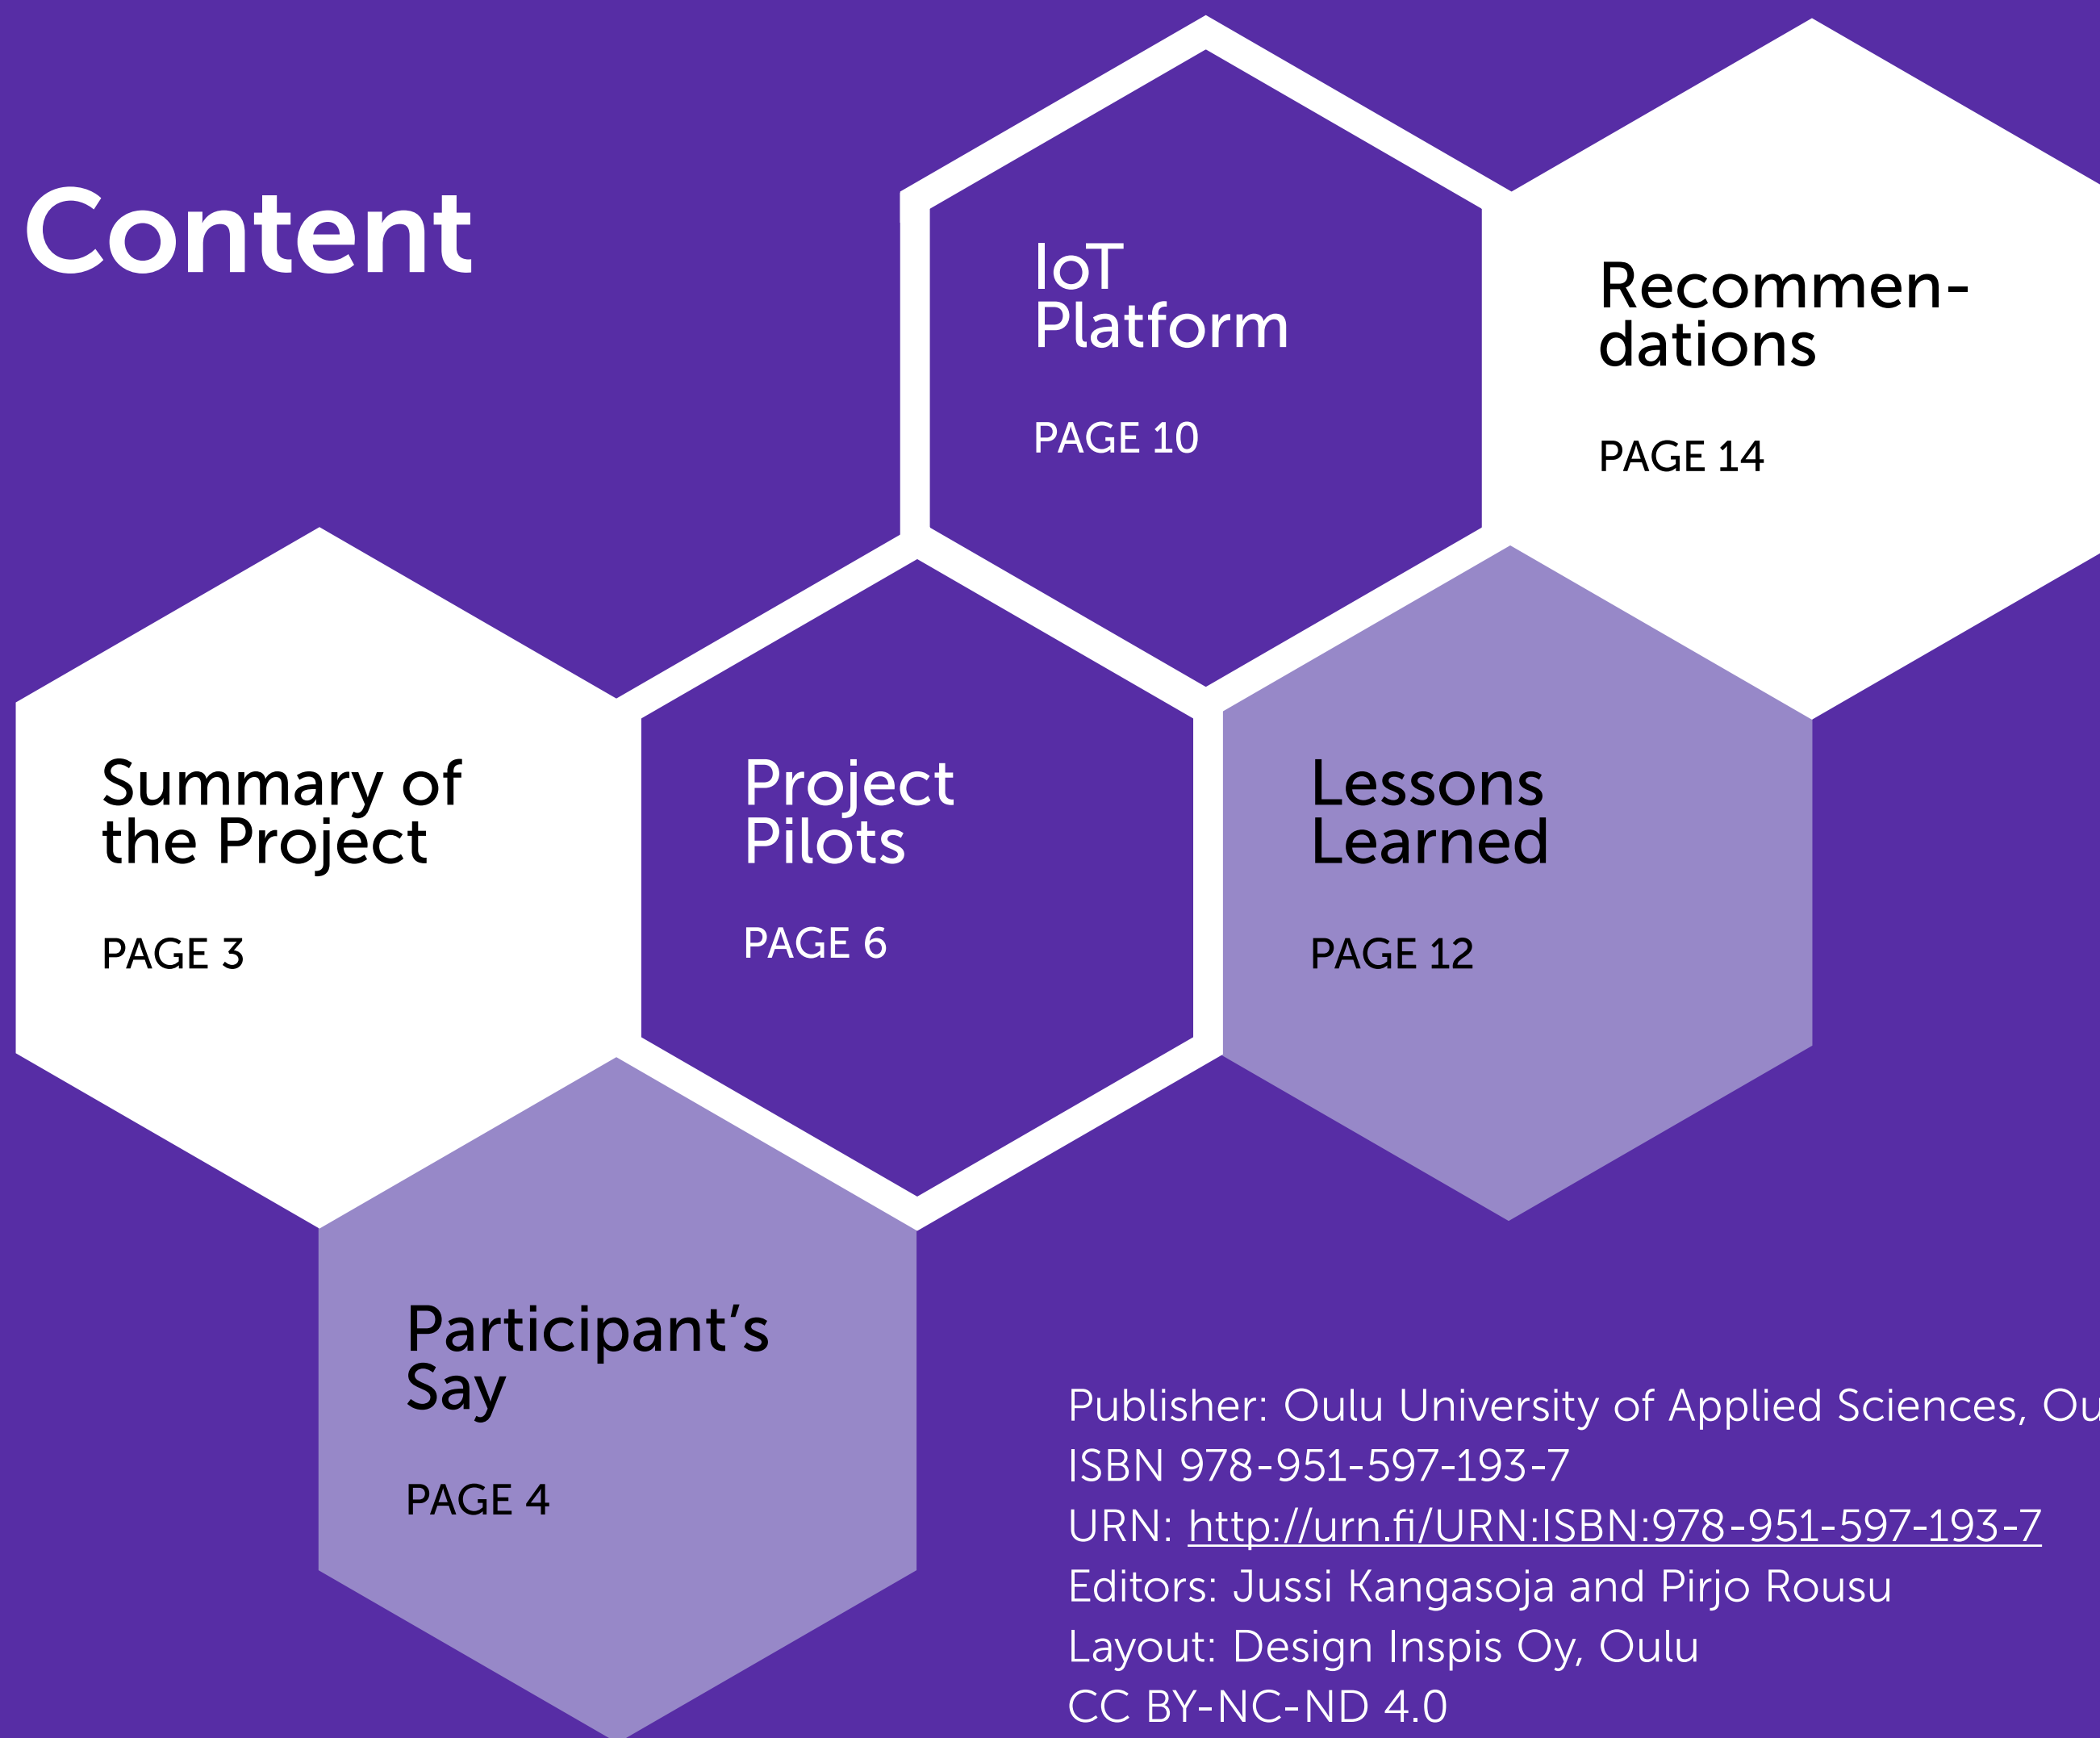 Content
IoT
Platform
PAGE 10
Recommen-
dations
PAGE 14
Summary of
the Project
PAGE 3
Project
Pilots
PAGE 6
Lessons
Learned
PAGE 12
Participant's
Say
PAGE 4
Publisher: Oulu University of Applied Sciences,
ISBN 978-951-597-193-7
URN: http://urn.fi/URN:ISBN:978-951-597-193-7
Editors: Jussi Kangasoja and Pirjo Rousu
Layout: Design Inspis Oy, Oulu
CC BY-NC-ND 4.0